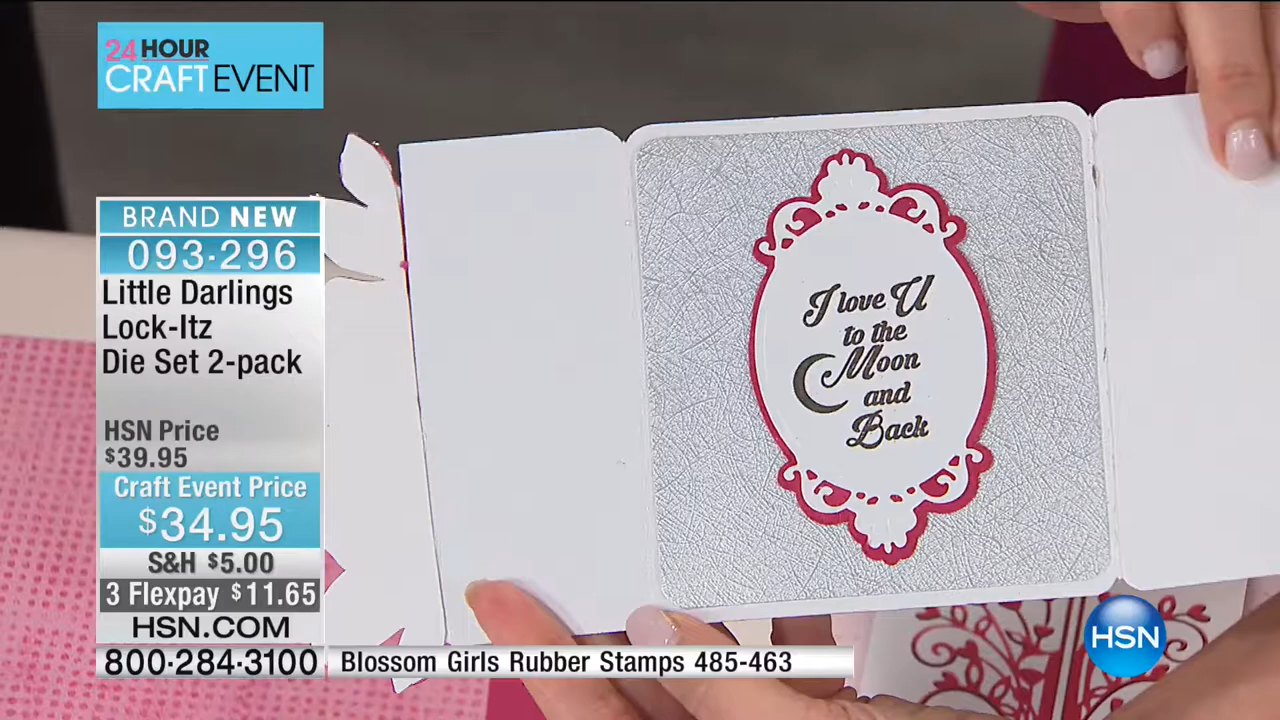 24 HOUR
CRAFT EVENT
BRAND NEW
093·296
Little Darlings
Lock-Itz
Die Set 2-pack
HSN Price
$39.95
Craft Event Price
$34.95
S&H $5.00
3 Flexpay $11.65
HSN.COM
800·284·3100
Blossom Girls Rubber Stamps 485-463
I love U
to the
Moon
and
Back
HSN